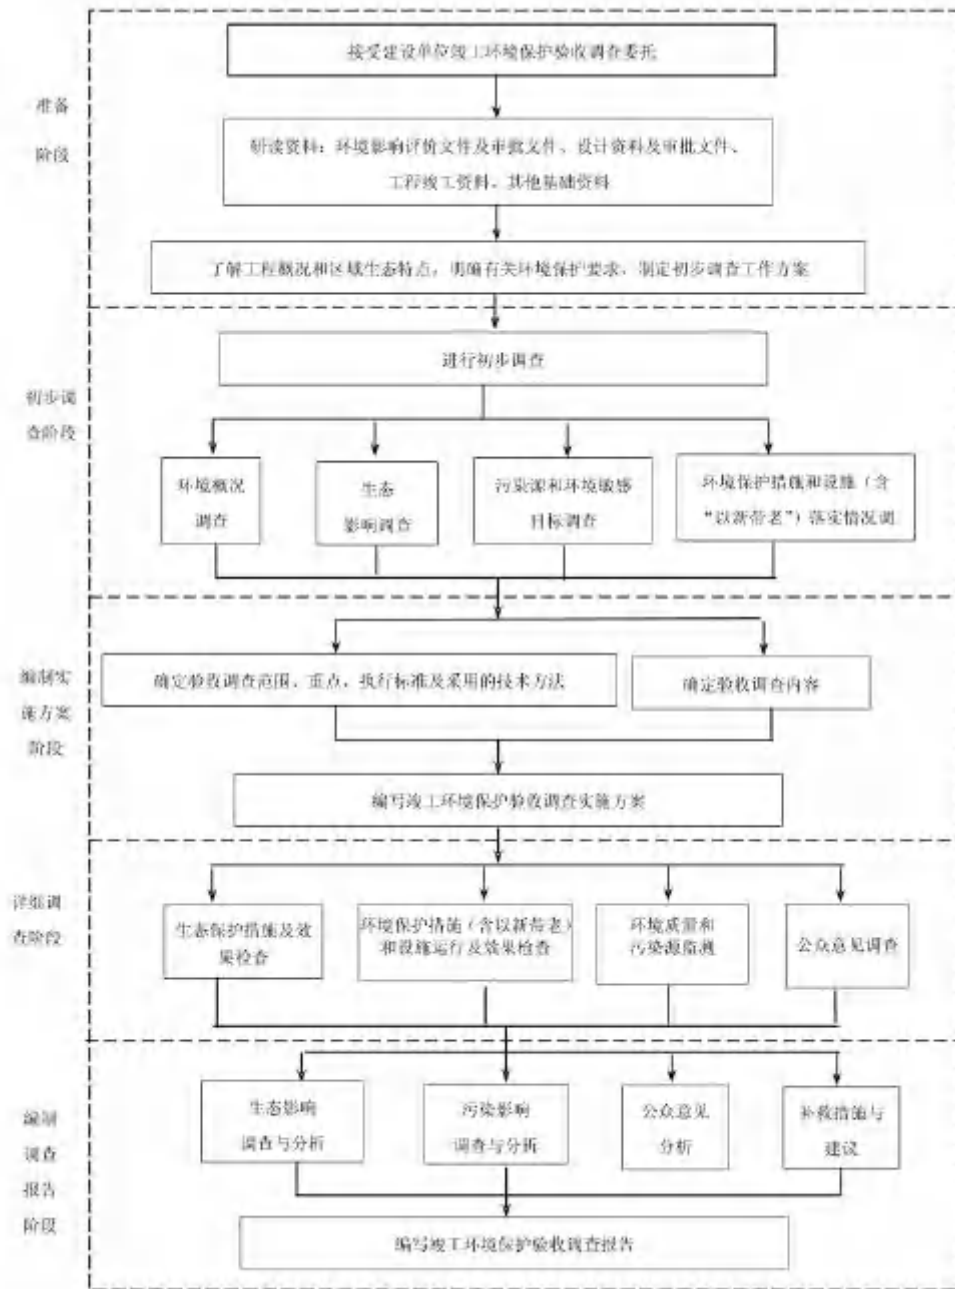 接受建设单位竣工环境保护验收调查委托
准备
阶段
研读资料：环境影响评价文件及审批文件、设计资料及审批文件、
工程竣工资料、其他基础资料
了解工程概况和区域生态特点，明确有关环境保护要求，制定初步调查工作方案
进行初步调查
初步调
查阶段
环境概况
调查
生态
影响调查
污染源和环境敏感
目标调查
环境保护措施和设施（含
“以新带老”）落实情况调
编制实
施方案
阶段
确定验收调查范围、重点、执行标准及采用的技术方法
确定验收调查内容
编写竣工环境保护验收调查实施方案
详细调
查阶段
生态保护措施及效
果检查
环境保护措施（含以新带老）
和设施运行及效果检查
环境质量和
污染源监测
公众意见调查
编制
调查
报告
阶段
生态影响
调查与分析
污染影响
调查与分析
公众意见
分析
补救措施与
建议
编写竣工环境保护验收调查报告